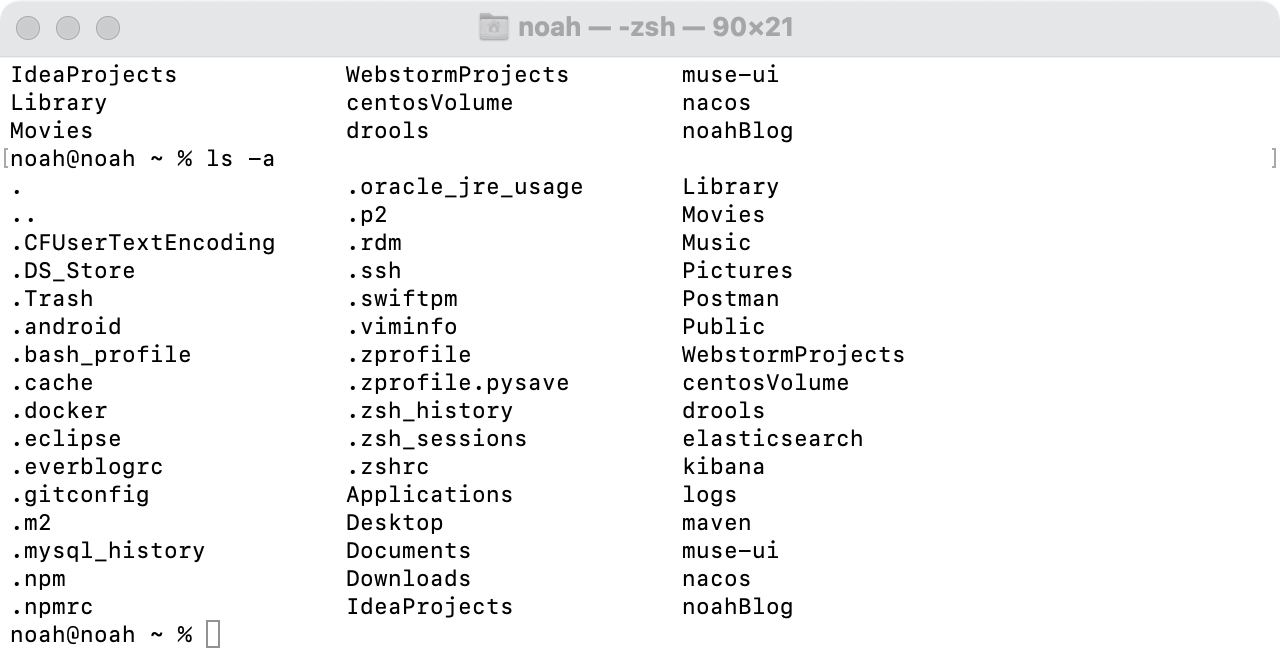 noah — -zsh — 90×21
IdeaProjects WebstormProjects muse-ui
Library centosVolume nacos
Movies drools noahBlog
[noah@noah ~ % ls -a ]
. .oracle_jre_usage Library
.. .p2 Movies
.CFUserTextEncoding .rdm Music
.DS_Store .ssh Pictures
.Trash .swiftpm Postman
.android .viminfo Public
.bash_profile .zprofile WebstormProjects
.cache .zprofile.pysave centosVolume
.docker .zsh_history drools
.eclipse .zsh_sessions elasticsearch
.everblogrc .zshrc kibana
.gitconfig Applications logs
.m2 Desktop maven
.mysql_history Documents muse-ui
.npm Downloads nacos
.npmrc IdeaProjects noahBlog
noah@noah ~ %